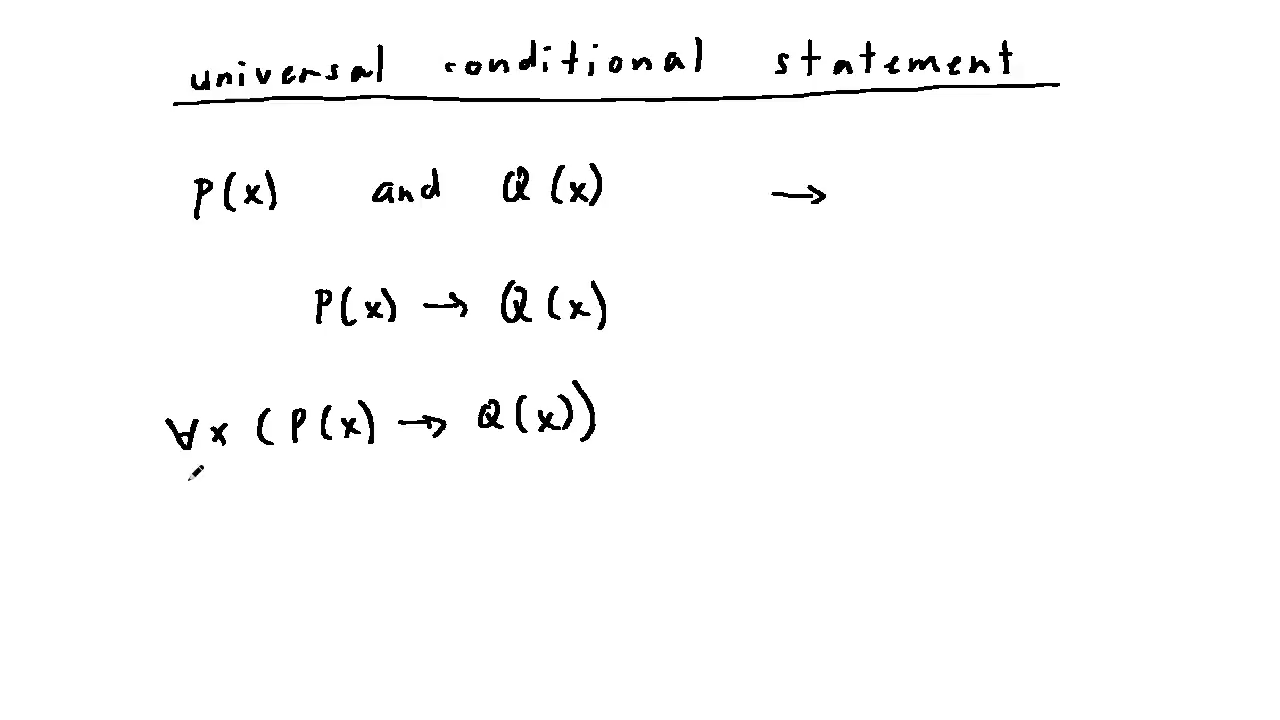 universal conditional statement
P(x) and Q(x) →
P(x) → Q(x)
∀x (P(x) → Q(x))